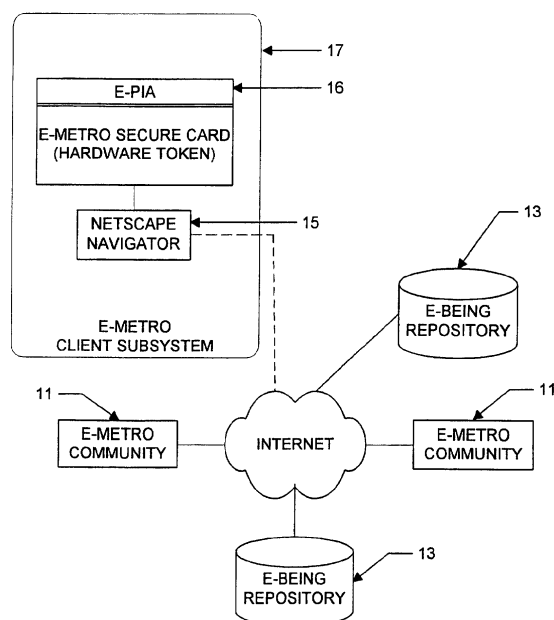 17
E-PIA
16
E-METRO SECURE CARD
(HARDWARE TOKEN)
NETSCAPE
NAVIGATOR
15
E-METRO
CLIENT SUBSYSTEM
13
E-BEING
REPOSITORY
11
E-METRO
COMMUNITY
INTERNET
11
E-METRO
COMMUNITY
13
E-BEING
REPOSITORY